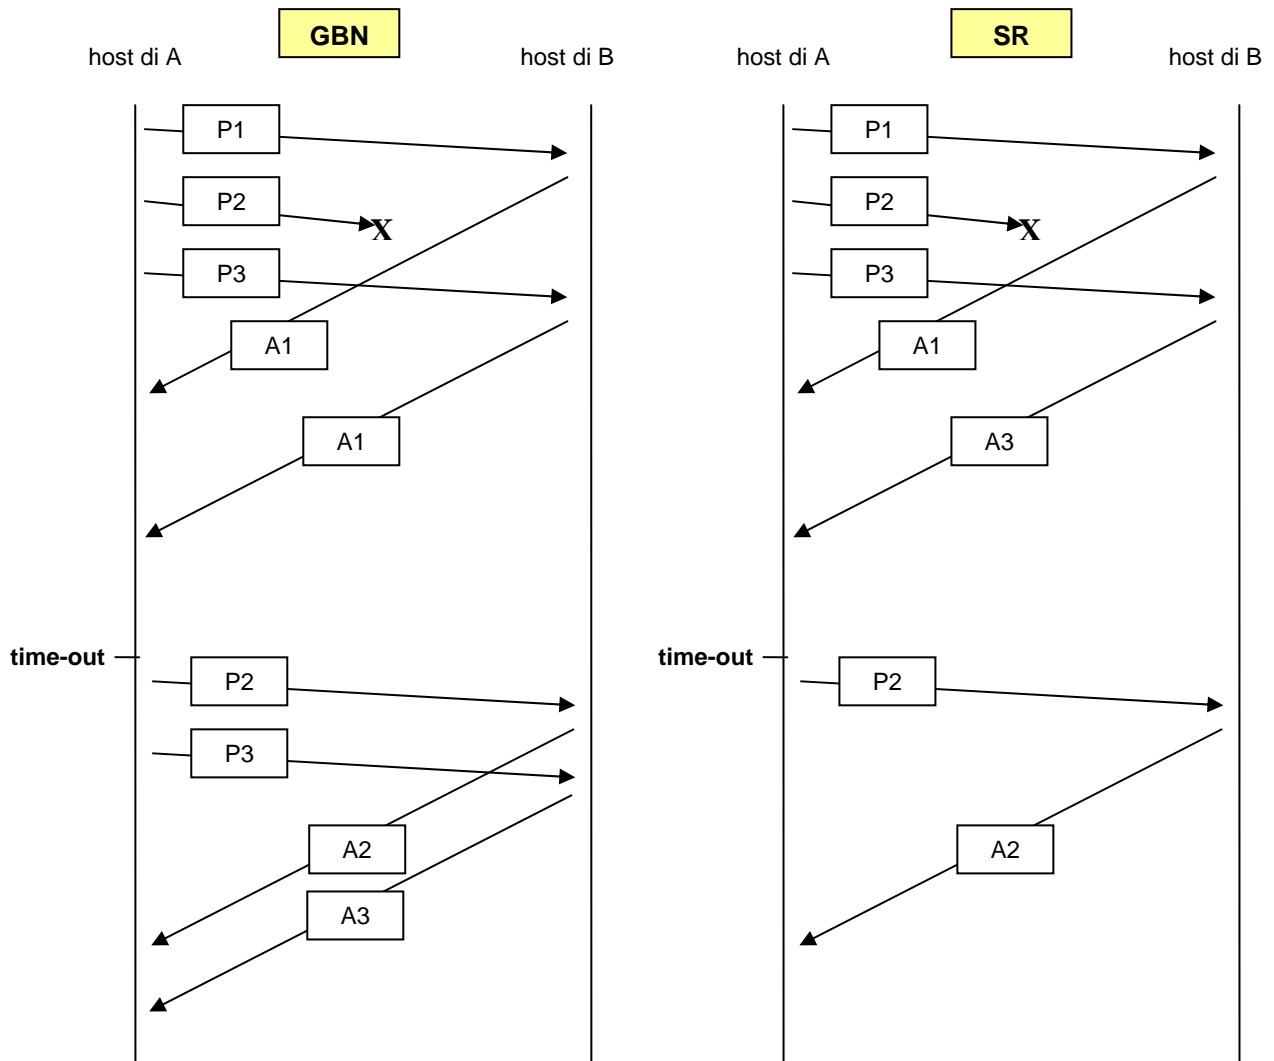 GBN
host di A
host di B
P1
P2
X
P3
A1
A1
time-out
P2
P3
A2
A3
SR
host di A
host di B
P1
P2
X
P3
A1
A3
time-out
P2
A2